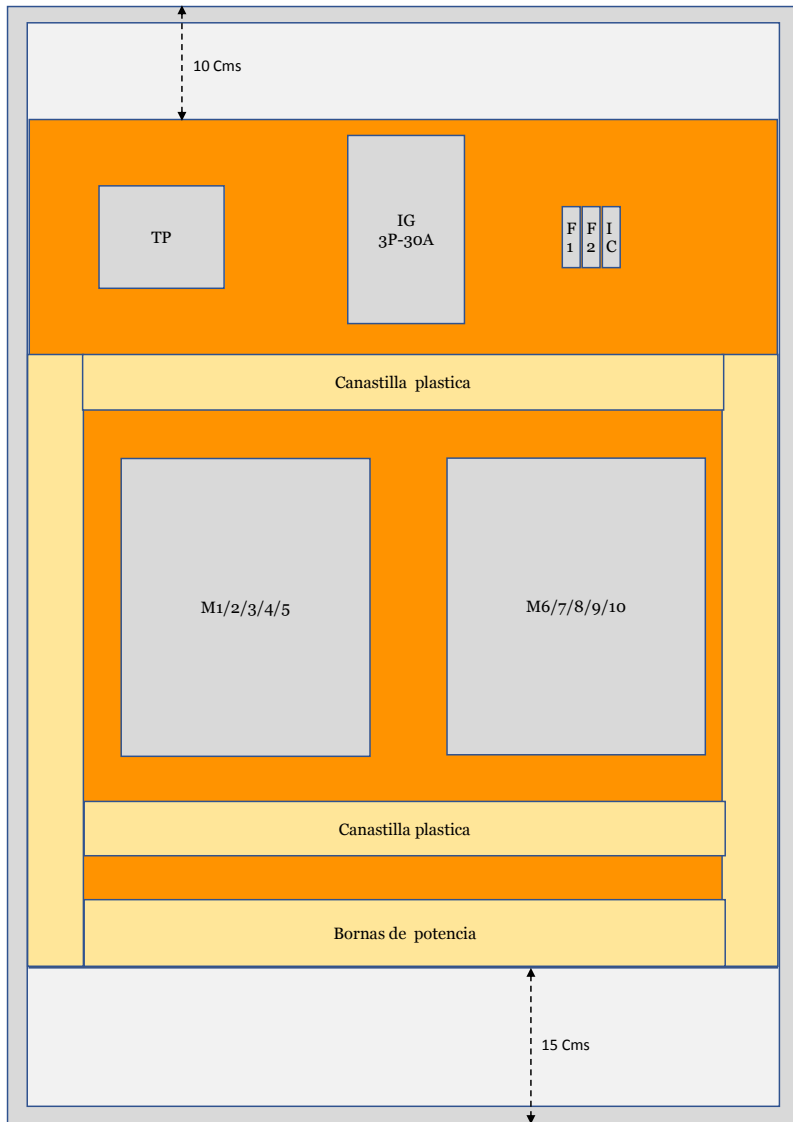 10 Cms
TP
IG
3P-30A
F
1
F
2
I
C
Canastilla plastica
M1/2/3/4/5
M6/7/8/9/10
Canastilla plastica
Bornas de potencia
15 Cms